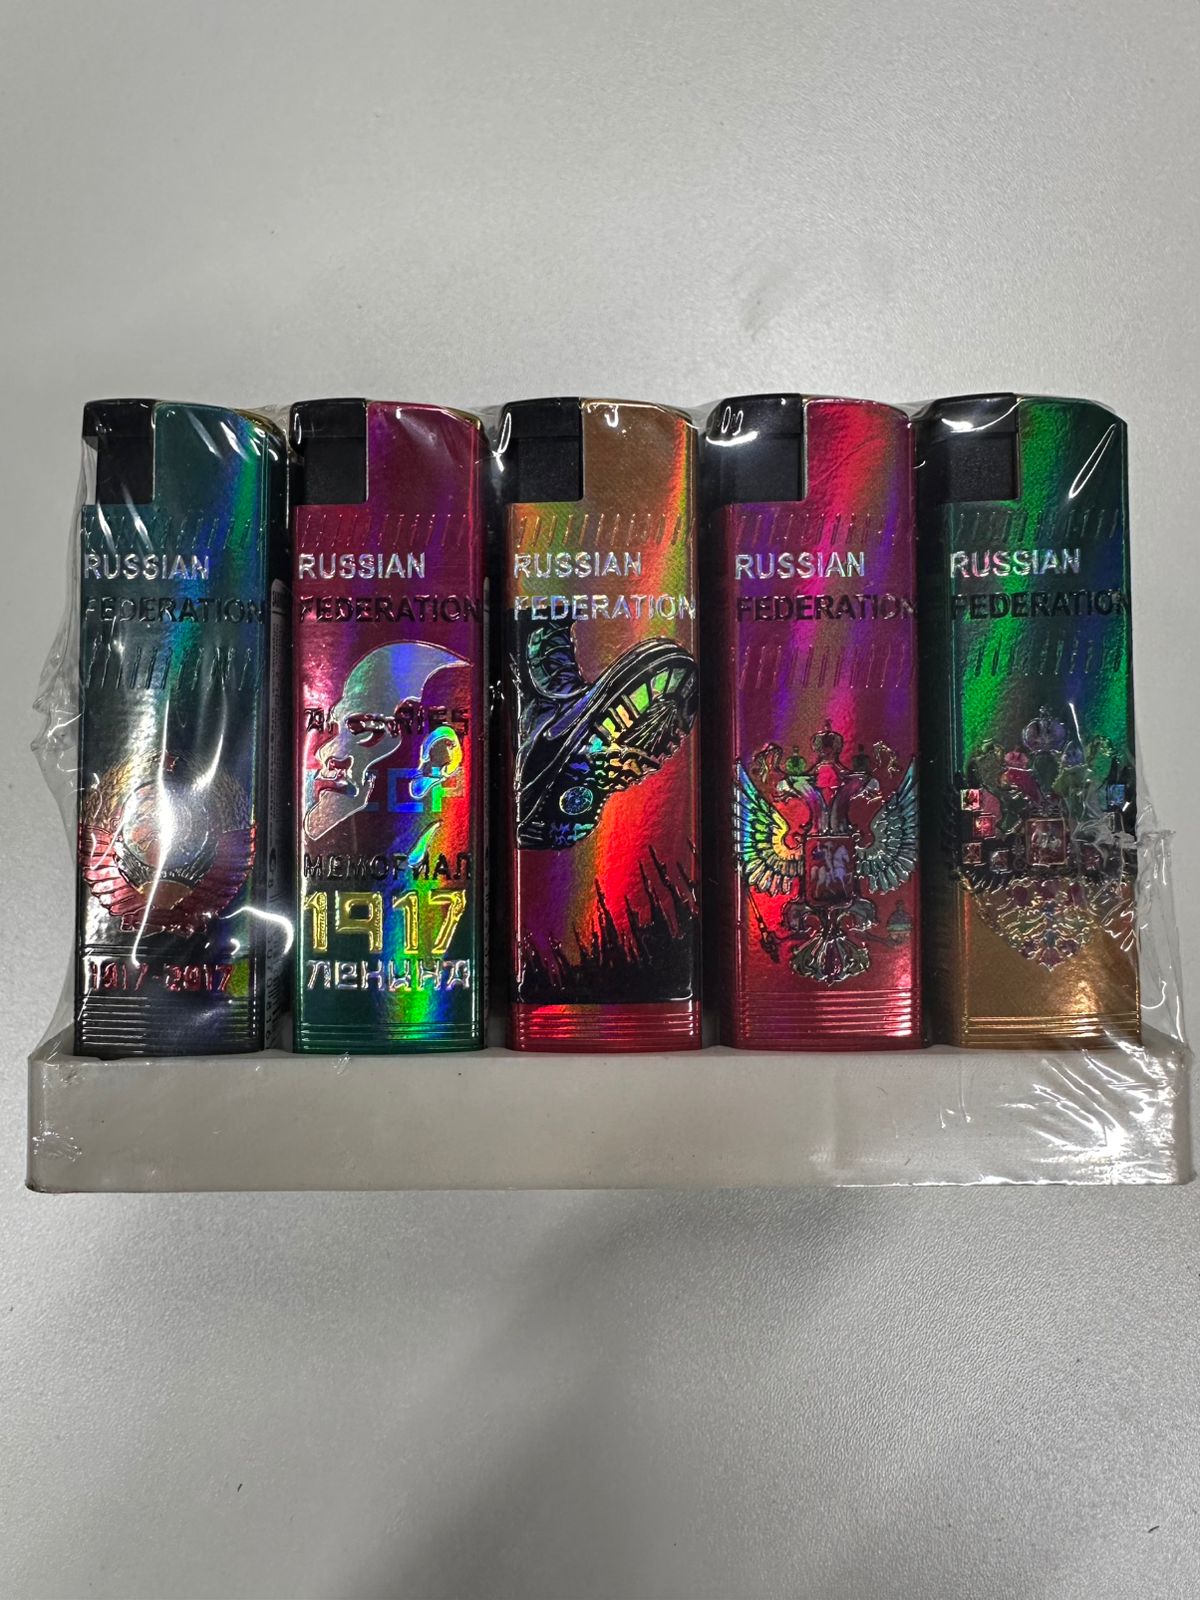 RUSSIAN
FEDERATION
1917-2017
RUSSIAN
FEDERATION
МЕМОРИАЛ
1917
ЛЕНИНА
RUSSIAN
FEDERATION
RUSSIAN
FEDERATION
RUSSIAN
FEDERATION